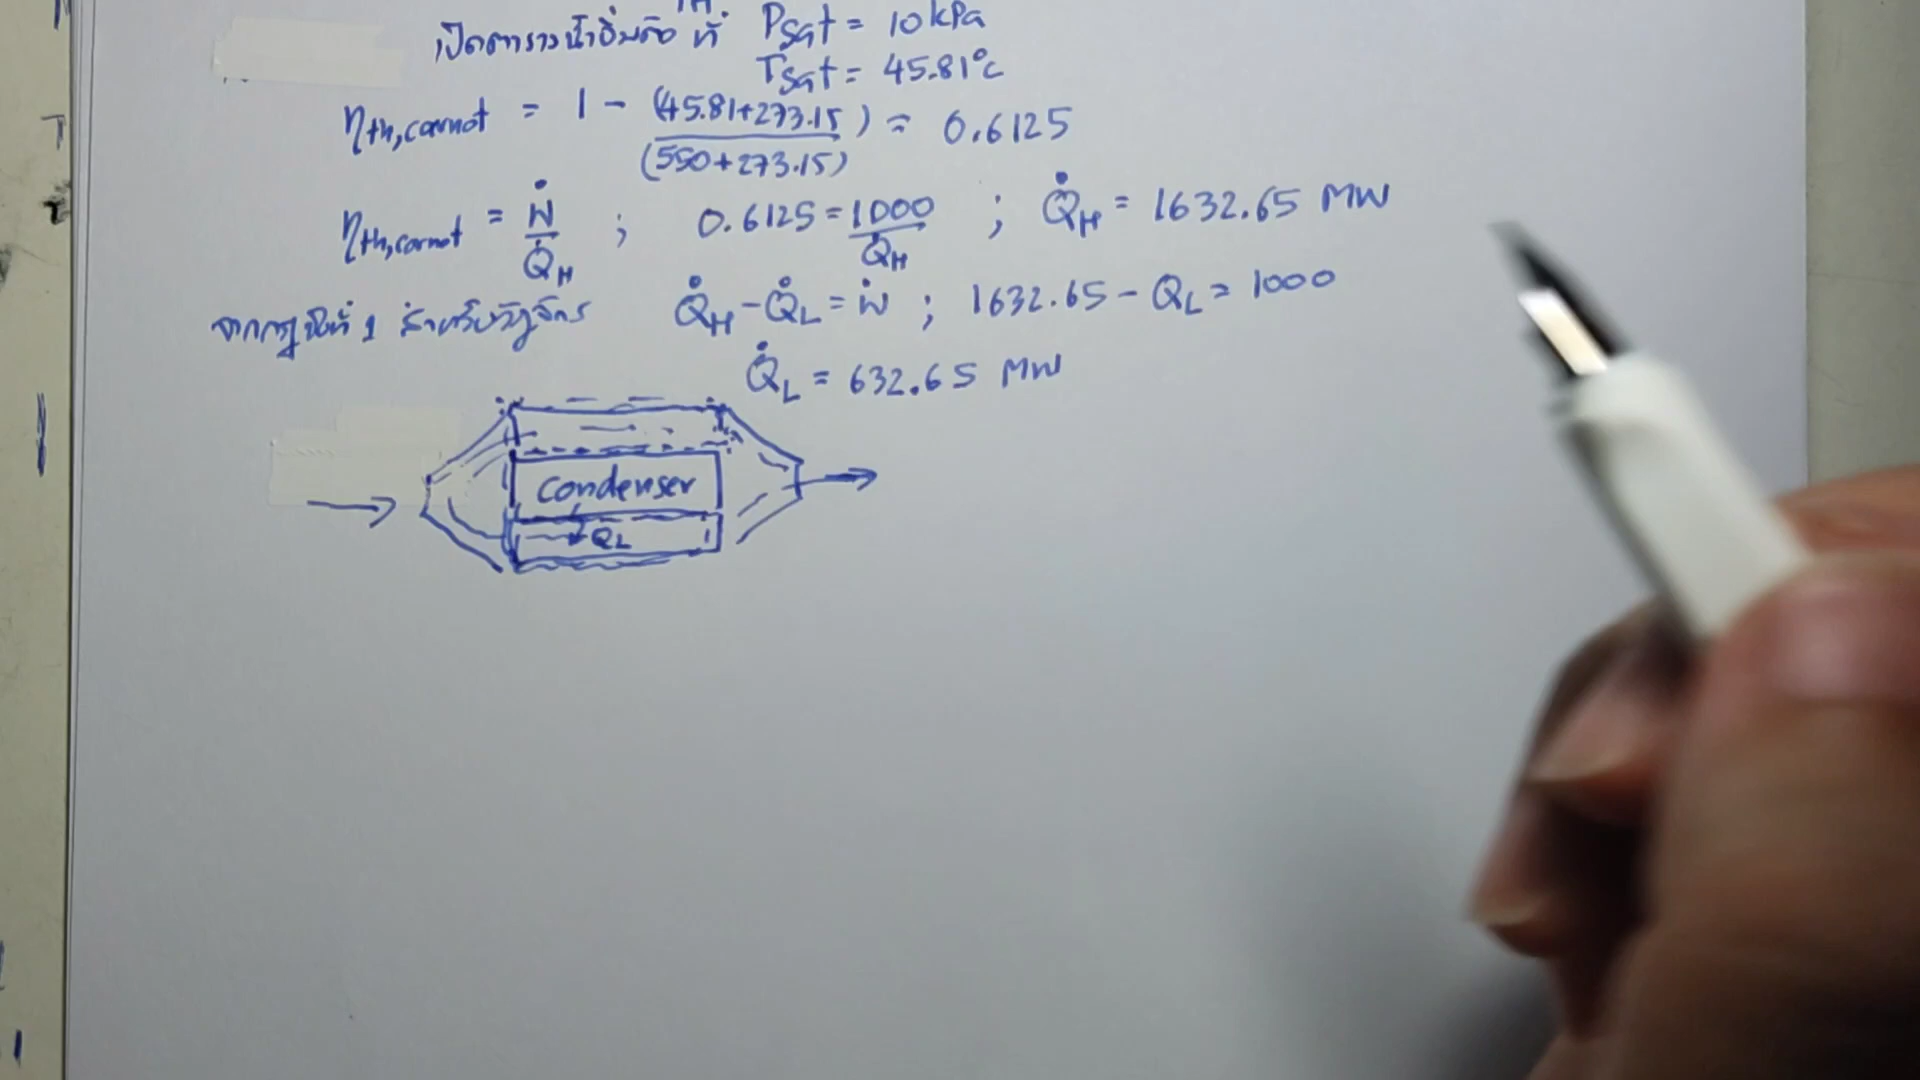 เปิดตารางน้ำอิ่มตัว ที่ Psat = 10 kPa
Tsat = 45.81°C
ηth,carnot = 1 - (45.81+273.15)/(550+273.15) = 0.6125
ηth,carnot = Ẇ/Q̇H ; 0.6125 = 1000/Q̇H ; Q̇H = 1632.65 MW
จากกฎข้อที่ 1 สำหรับวัฏจักร Q̇H - Q̇L = Ẇ ; 1632.65 - QL = 1000
Q̇L = 632.65 MW
Condenser
QL